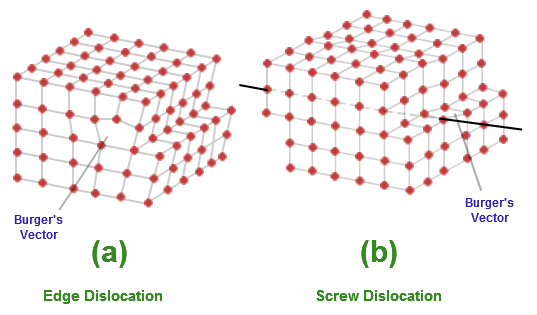 Burger's
Vector
(a)
Edge Dislocation
Burger's
Vector
(b)
Screw Dislocation